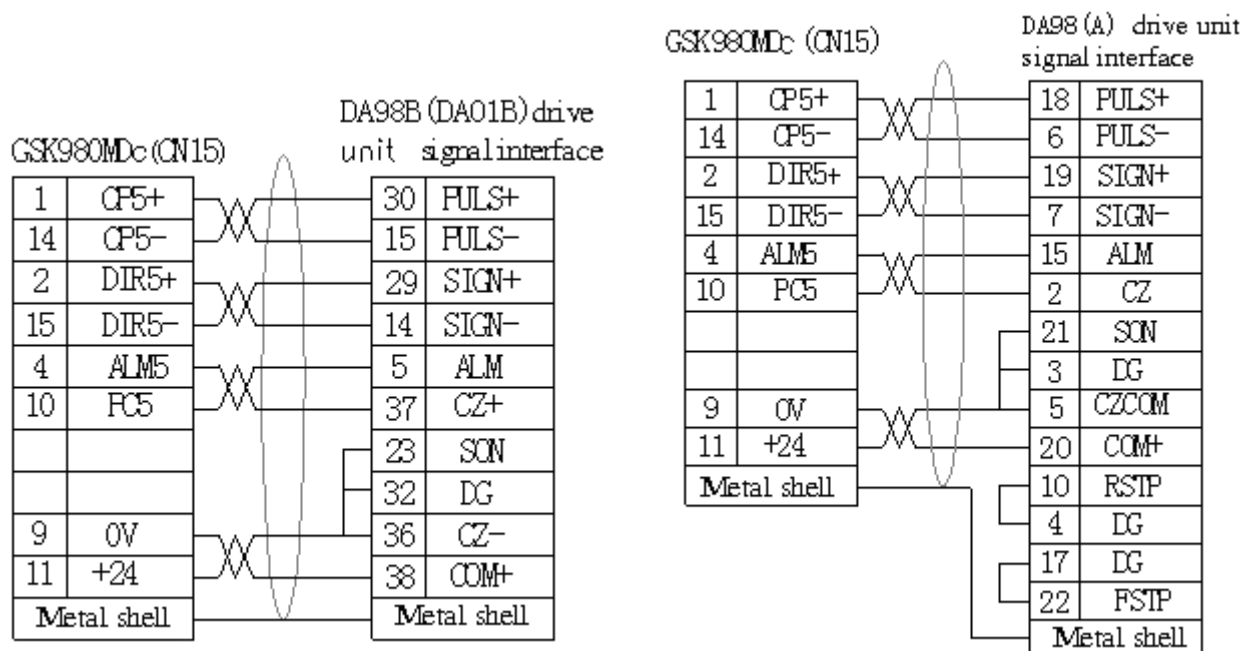 GSK980MDc (CN15)
DA98B (DA01B) drive
unit signal interface
1 CP5+ 30 PULS+
14 CP5- 15 PULS-
2 DIR5+ 29 SIGN+
15 DIR5- 14 SIGN-
4 ALM5 5 ALM
10 PC5 37 CZ+
23 SON
32 DG
9 0V 36 CZ-
11 +24 38 COM+
Metal shell Metal shell
GSK980MDc (CN15)
DA98 (A) drive unit
signal interface
1 CP5+ 18 PULS+
14 CP5- 6 PULS-
2 DIR5+ 19 SIGN+
15 DIR5- 7 SIGN-
4 ALM5 15 ALM
10 PC5 2 CZ
21 SON
3 DG
9 0V 5 CZCOM
11 +24 20 COM+
Metal shell 10 RSTP
4 DG
17 DG
22 FSTP
Metal shell